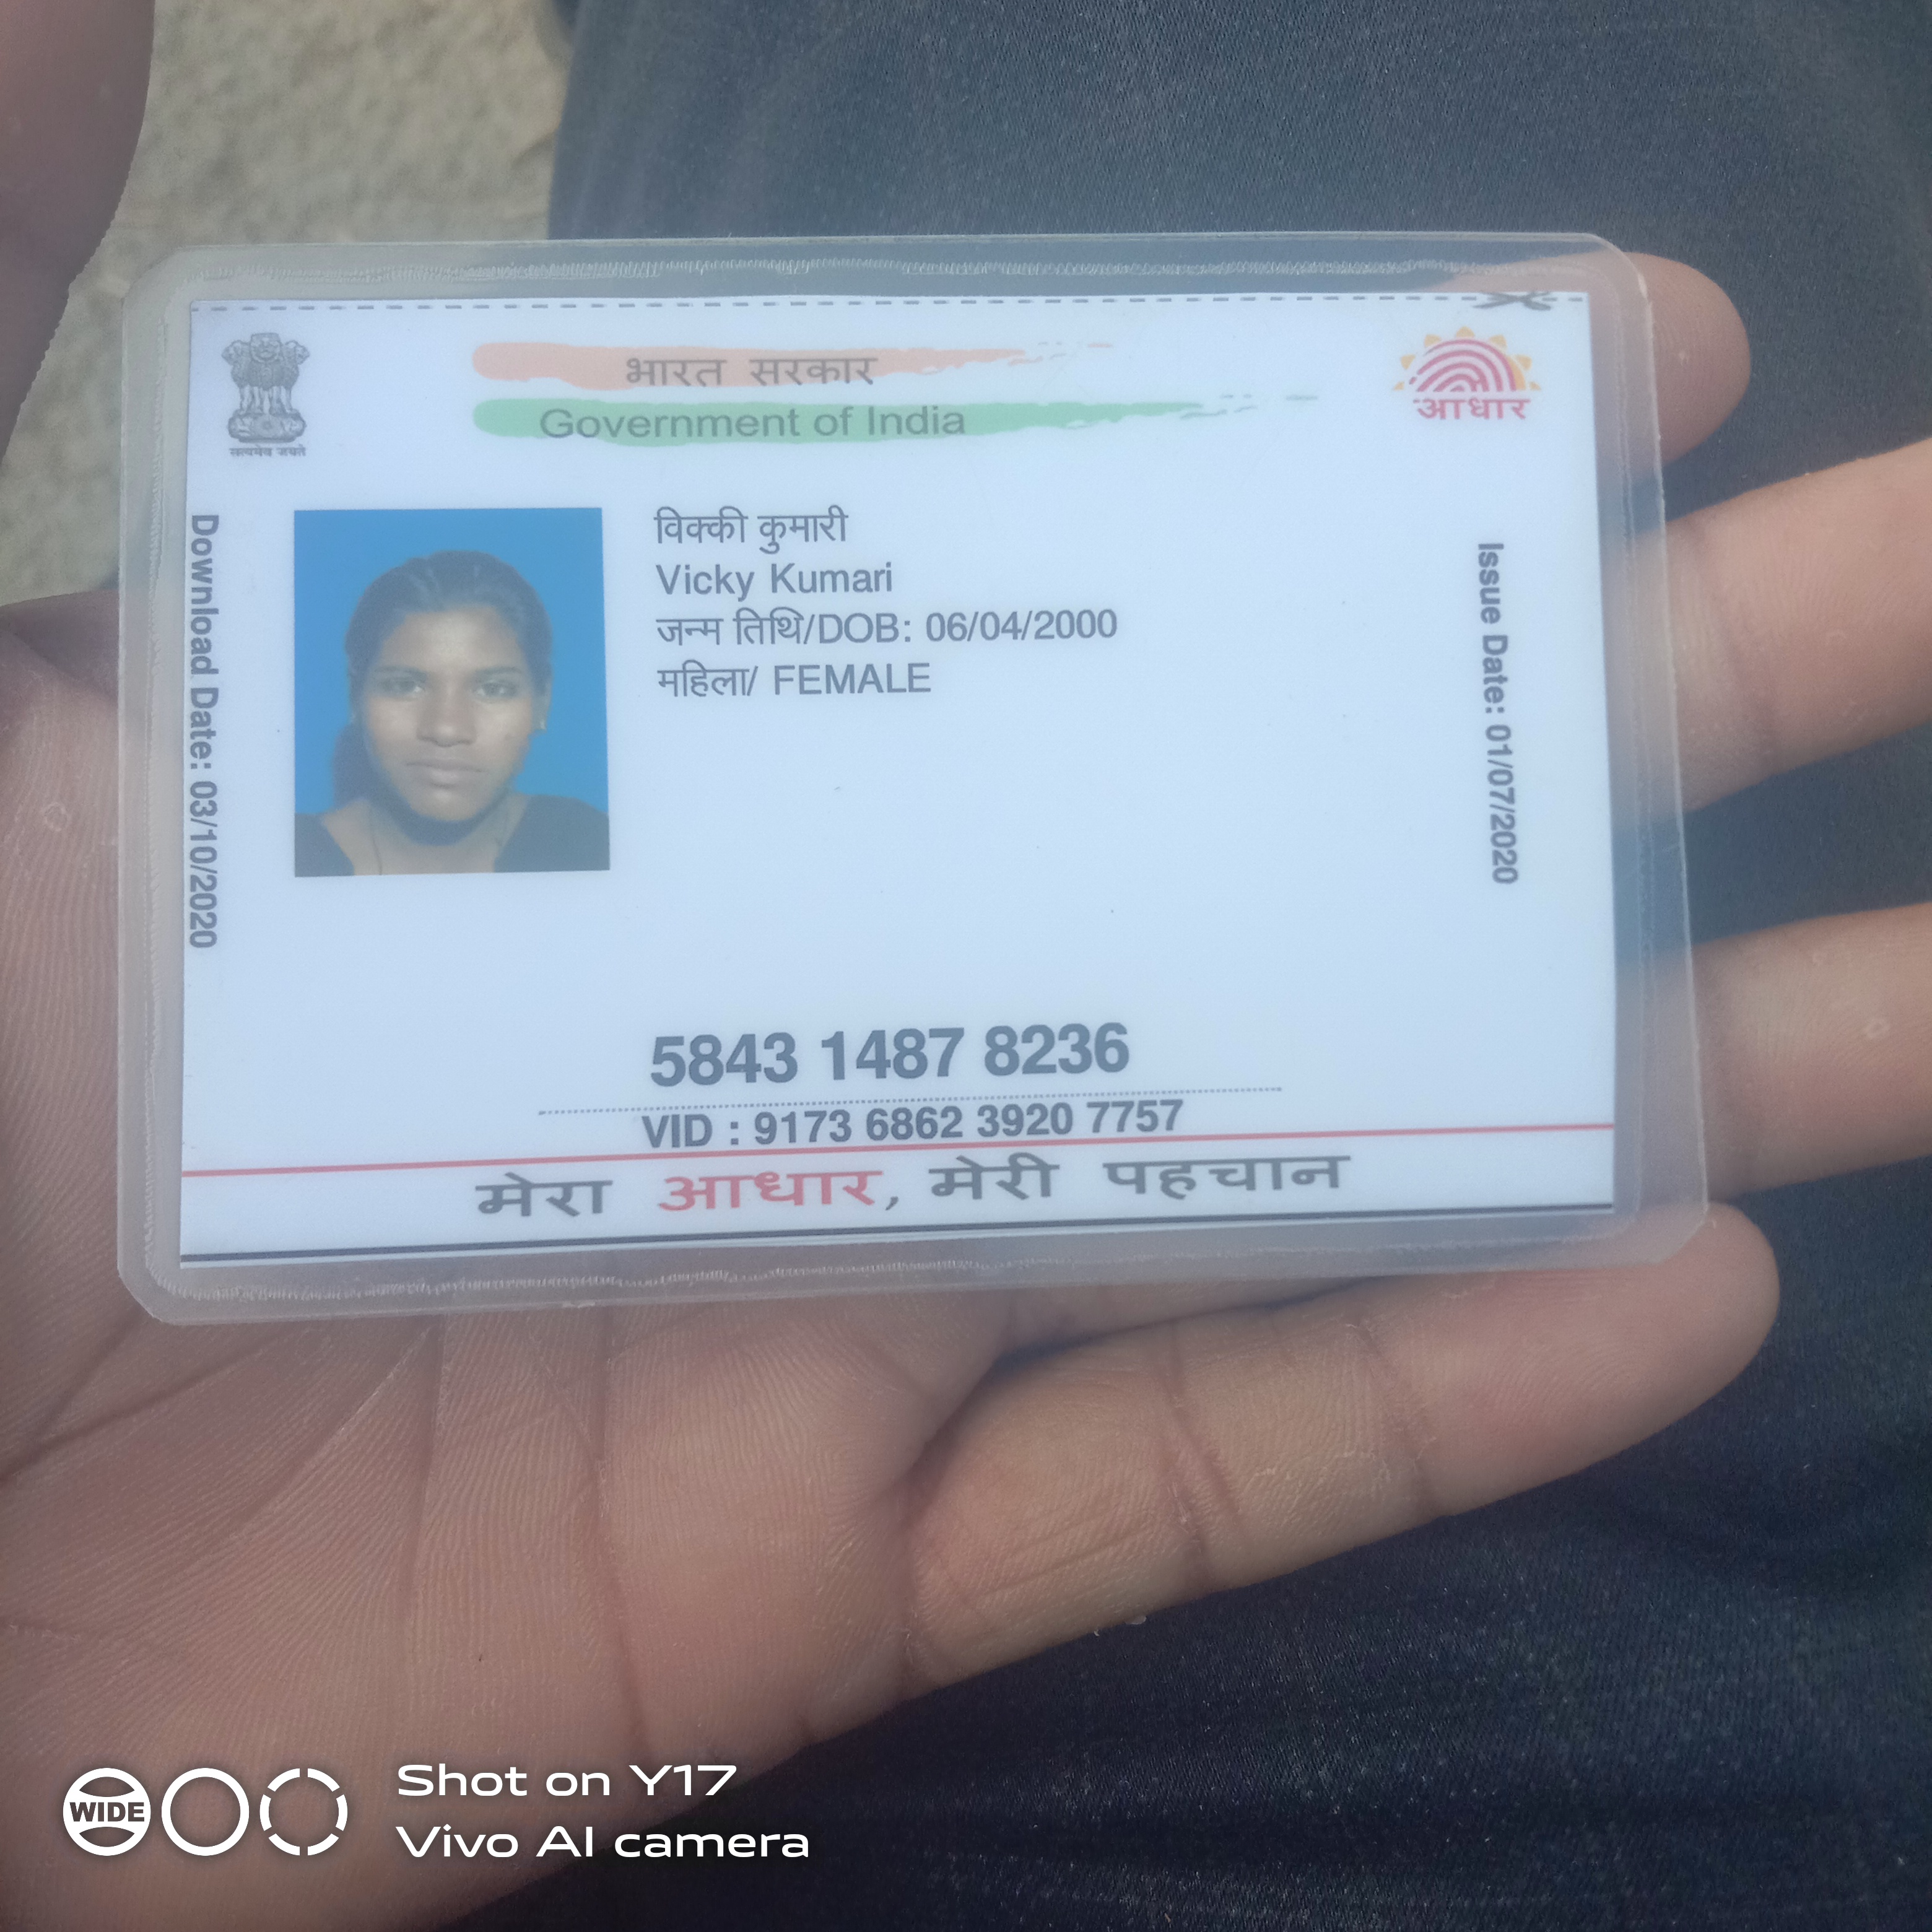 भारत सरकार
Government of India
सत्यमेव जयते
आधार
Download Date: 03/10/2020
विक्की कुमारी
Vicky Kumari
जन्म तिथि/DOB: 06/04/2000
महिला/ FEMALE
Issue Date: 01/07/2020
5843 1487 8236
VID : 9173 6862 3920 7757
मेरा आधार, मेरी पहचान
WIDE
Shot on Y17
Vivo AI camera